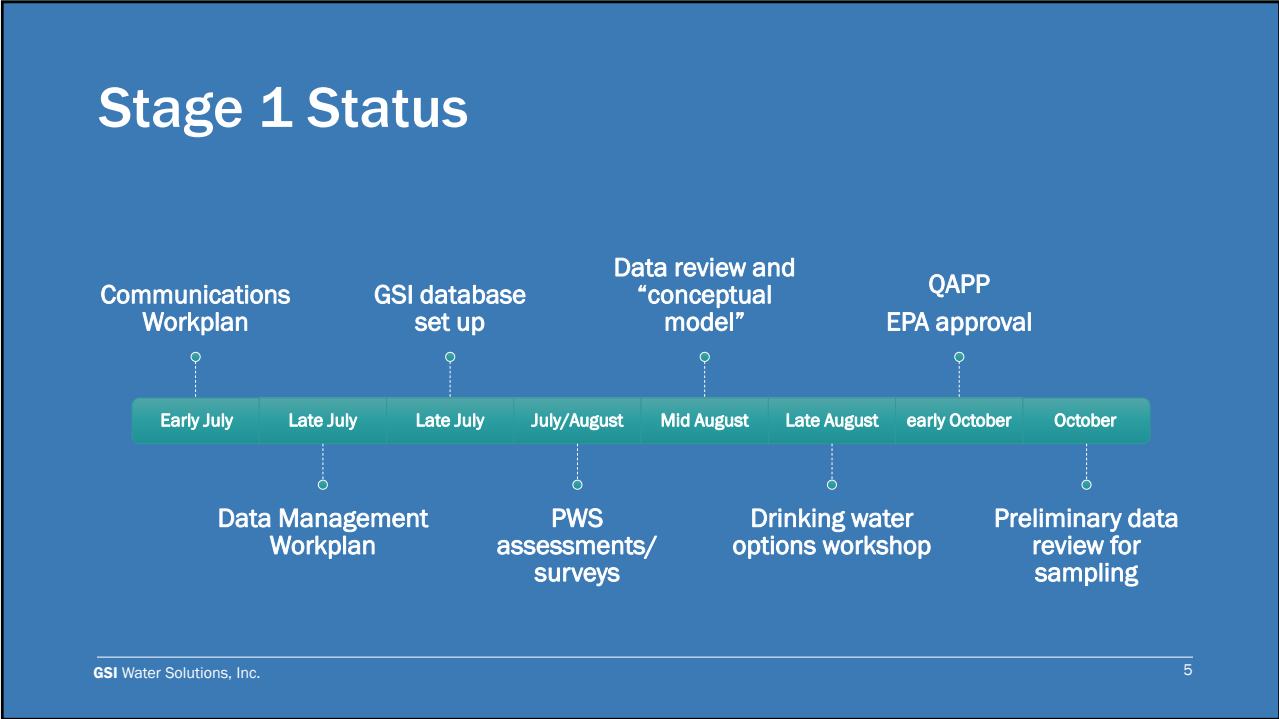 Stage 1 Status
Data review and
“conceptual
model”
QAPP
EPA approval
Communications
Workplan
GSI database
set up
Early July
Late July
Late July
July/August
Mid August
Late August
early October
October
Data Management
Workplan
PWS
assessments/
surveys
Drinking water
options workshop
Preliminary data
review for
sampling
GSI Water Solutions, Inc.
5